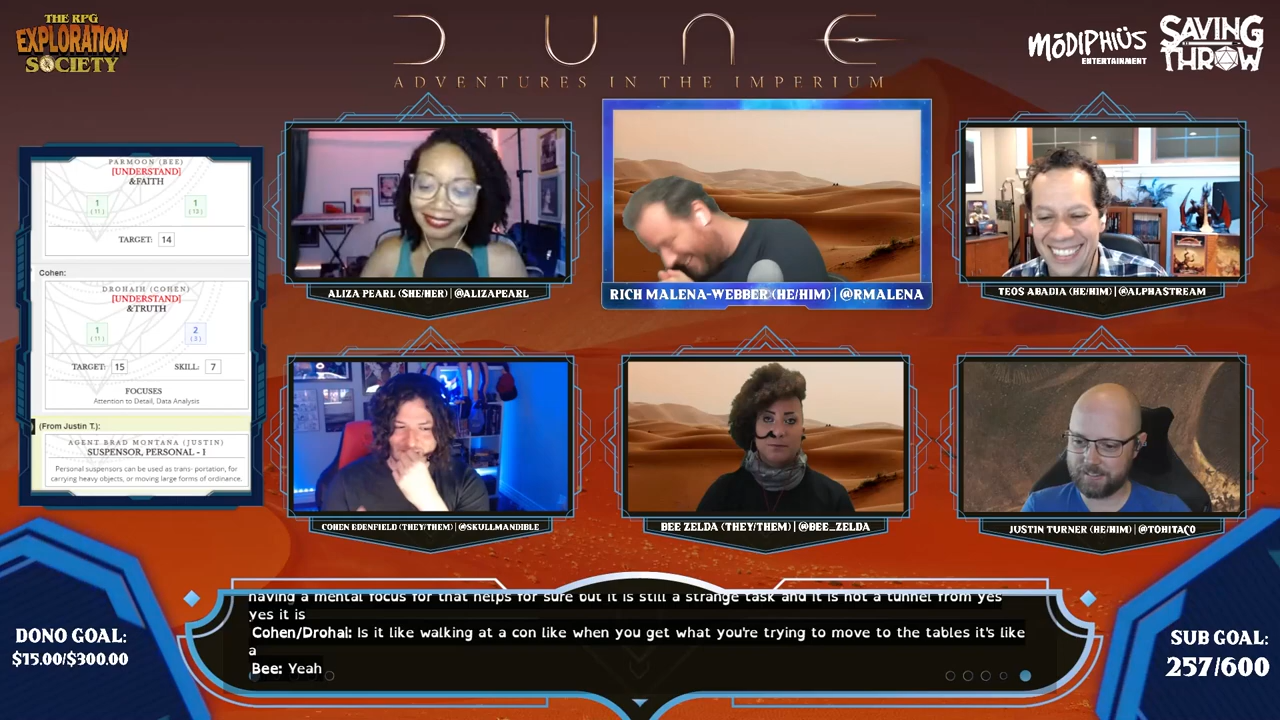 THE RPG
EXPLORATION
SOCIETY
DUNE
ADVENTURES IN THE IMPERIUM
MŌDIPHIÜS
ENTERTAINMENT
SAVING
THROW
PARMOON (BEE)
[UNDERSTAND]
&FAITH
1
1
TARGET: 14
Cohen:
DROHAIH (COHEN)
[UNDERSTAND]
&TRUTH
1
2
TARGET: 15 SKILL: 7
FOCUSES
Attention to Detail, Data Analysis
(From Justin T.):
AGENT BRAD MONTANA (JUSTIN)
SUSPENSOR, PERSONAL - 1
Personal suspensors can be used as trans- portation, for
carrying heavy objects, or moving large forms of ordinance.
ALIZA PEARL (SHE/HER) | @ALIZAPEARL
RICH MALENA-WEBBER (HE/HIM) | @RMALENA
TEOS ABADIA (HE/HIM) | @ALPHASTREAM
COHEN EDENFIELD (THEY/THEM) | @SKULLMANDIBLE
BEE ZELDA (THEY/THEM) | @BEE_ZELDA
JUSTIN TURNER (HE/HIM) | @TOHITACO
having a mental focus for that helps for sure but it is still a strange task and it is not a tunnel from yes
yes it is
Cohen/Drohal: Is it like walking at a con like when you get what you're trying to move to the tables it's like
a
Bee: Yeah
DONO GOAL:
$15.00/$300.00
SUB GOAL:
257/600